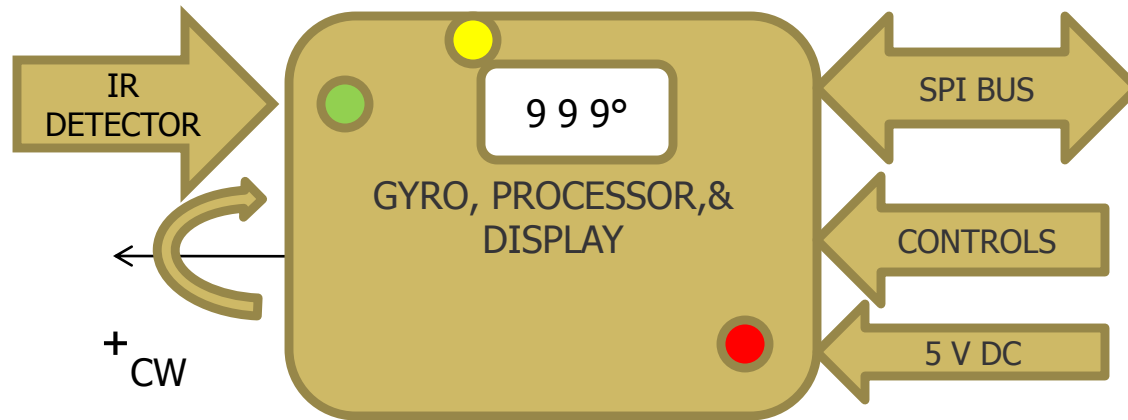 IR
DETECTOR
9 9 9°
SPI BUS
GYRO, PROCESSOR,&
DISPLAY
CONTROLS
+
CW
5 V DC